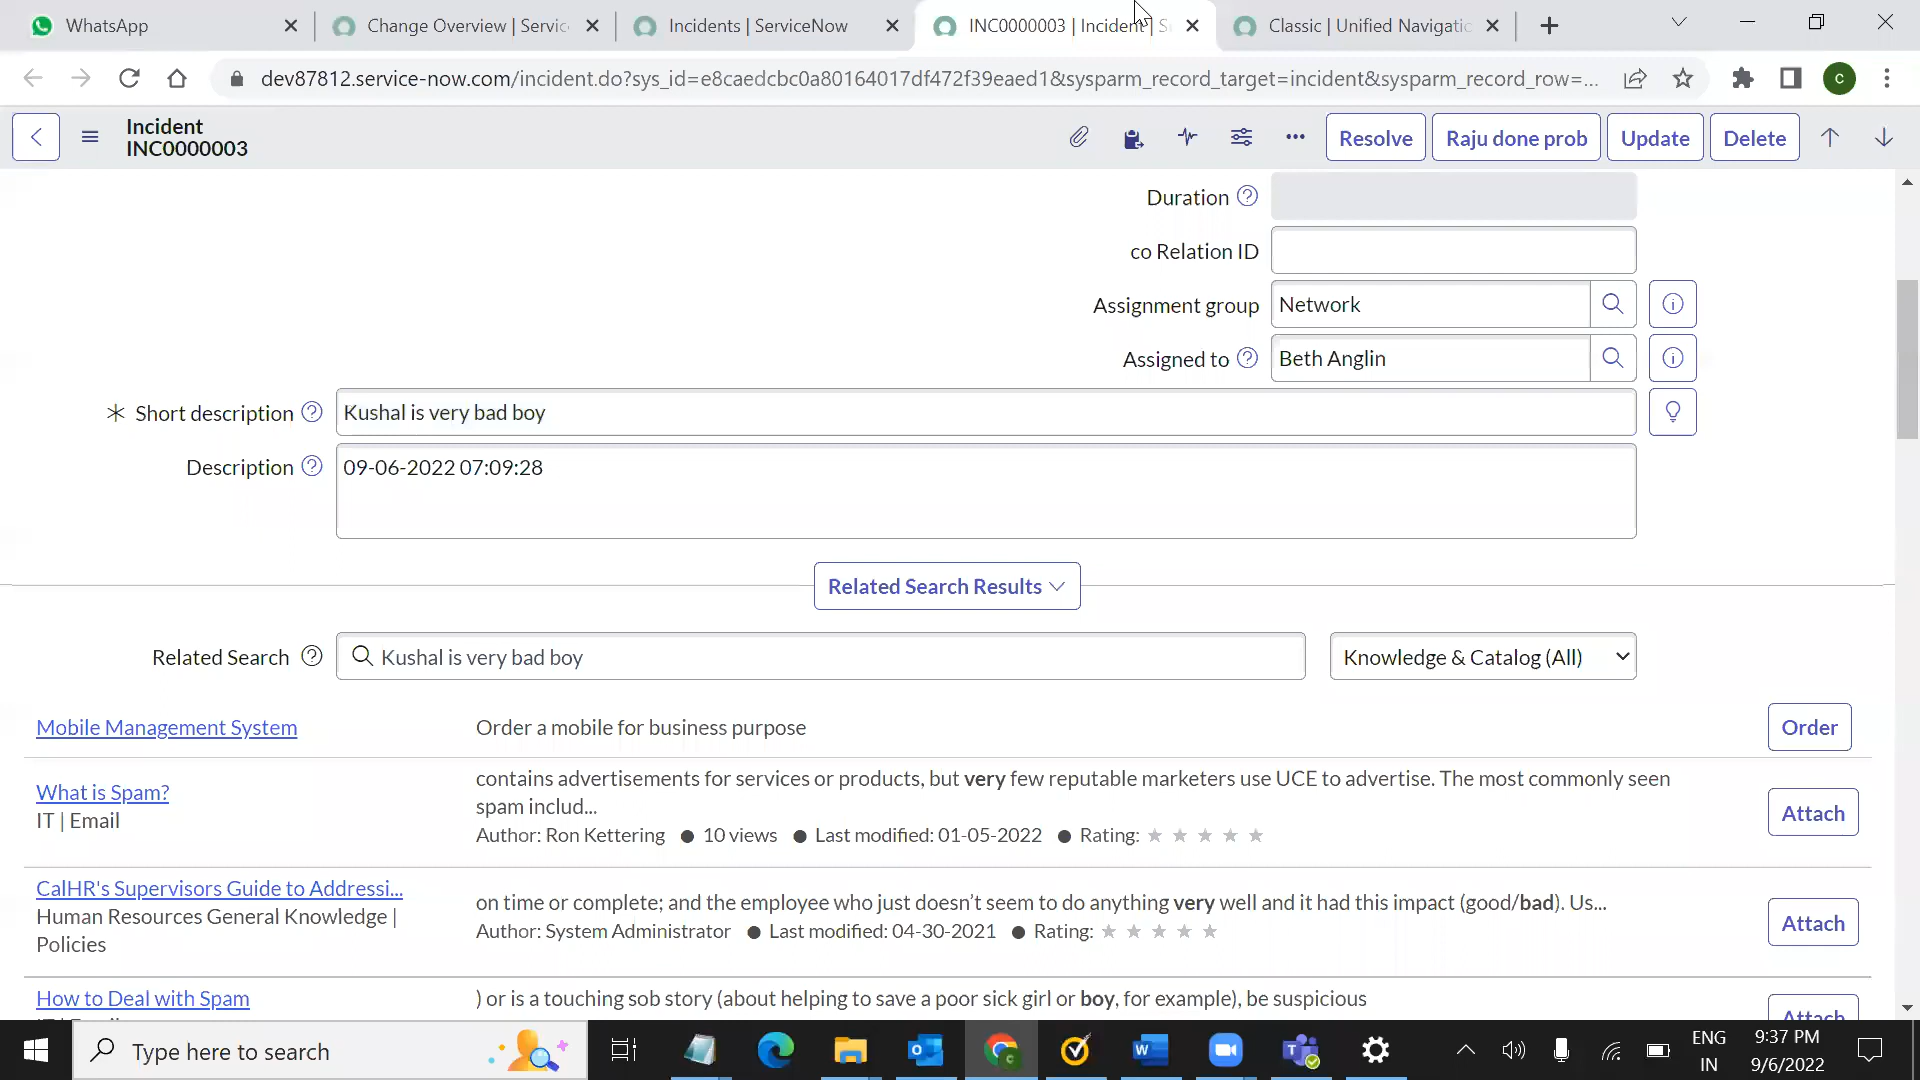 WhatsApp
Change Overview | Servic
Incidents | ServiceNow
INC0000003 | Incident | S
Classic | Unified Navigatio
dev87812.service-now.com/incident.do?sys_id=e8caedcbc0a80164017df472f39eaed1&sysparm_record_target=incident&sysparm_record_row=...
C
Incident
INC0000003
Resolve
Raju done prob
Update
Delete
Duration
co Relation ID
Assignment group Network
Assigned to Beth Anglin
Short description Kushal is very bad boy
Description 09-06-2022 07:09:28
Related Search Results
Related Search Kushal is very bad boy Knowledge & Catalog (All)
Mobile Management System Order a mobile for business purpose Order
contains advertisements for services or products, but very few reputable marketers use UCE to advertise. The most commonly seen
What is Spam?
spam includ...
IT | Email
Author: Ron Kettering ● 10 views ● Last modified: 01-05-2022 ● Rating:
Attach
CalHR's Supervisors Guide to Addressi...
Human Resources General Knowledge |
Policies
on time or complete; and the employee who just doesn't seem to do anything very well and it had this impact (good/bad). Us...
Author: System Administrator ● Last modified: 04-30-2021 ● Rating:
Attach
How to Deal with Spam ) or is a touching sob story (about helping to save a poor sick girl or boy, for example), be suspicious
Attach
Type here to search
ENG
IN
9:37 PM
9/6/2022